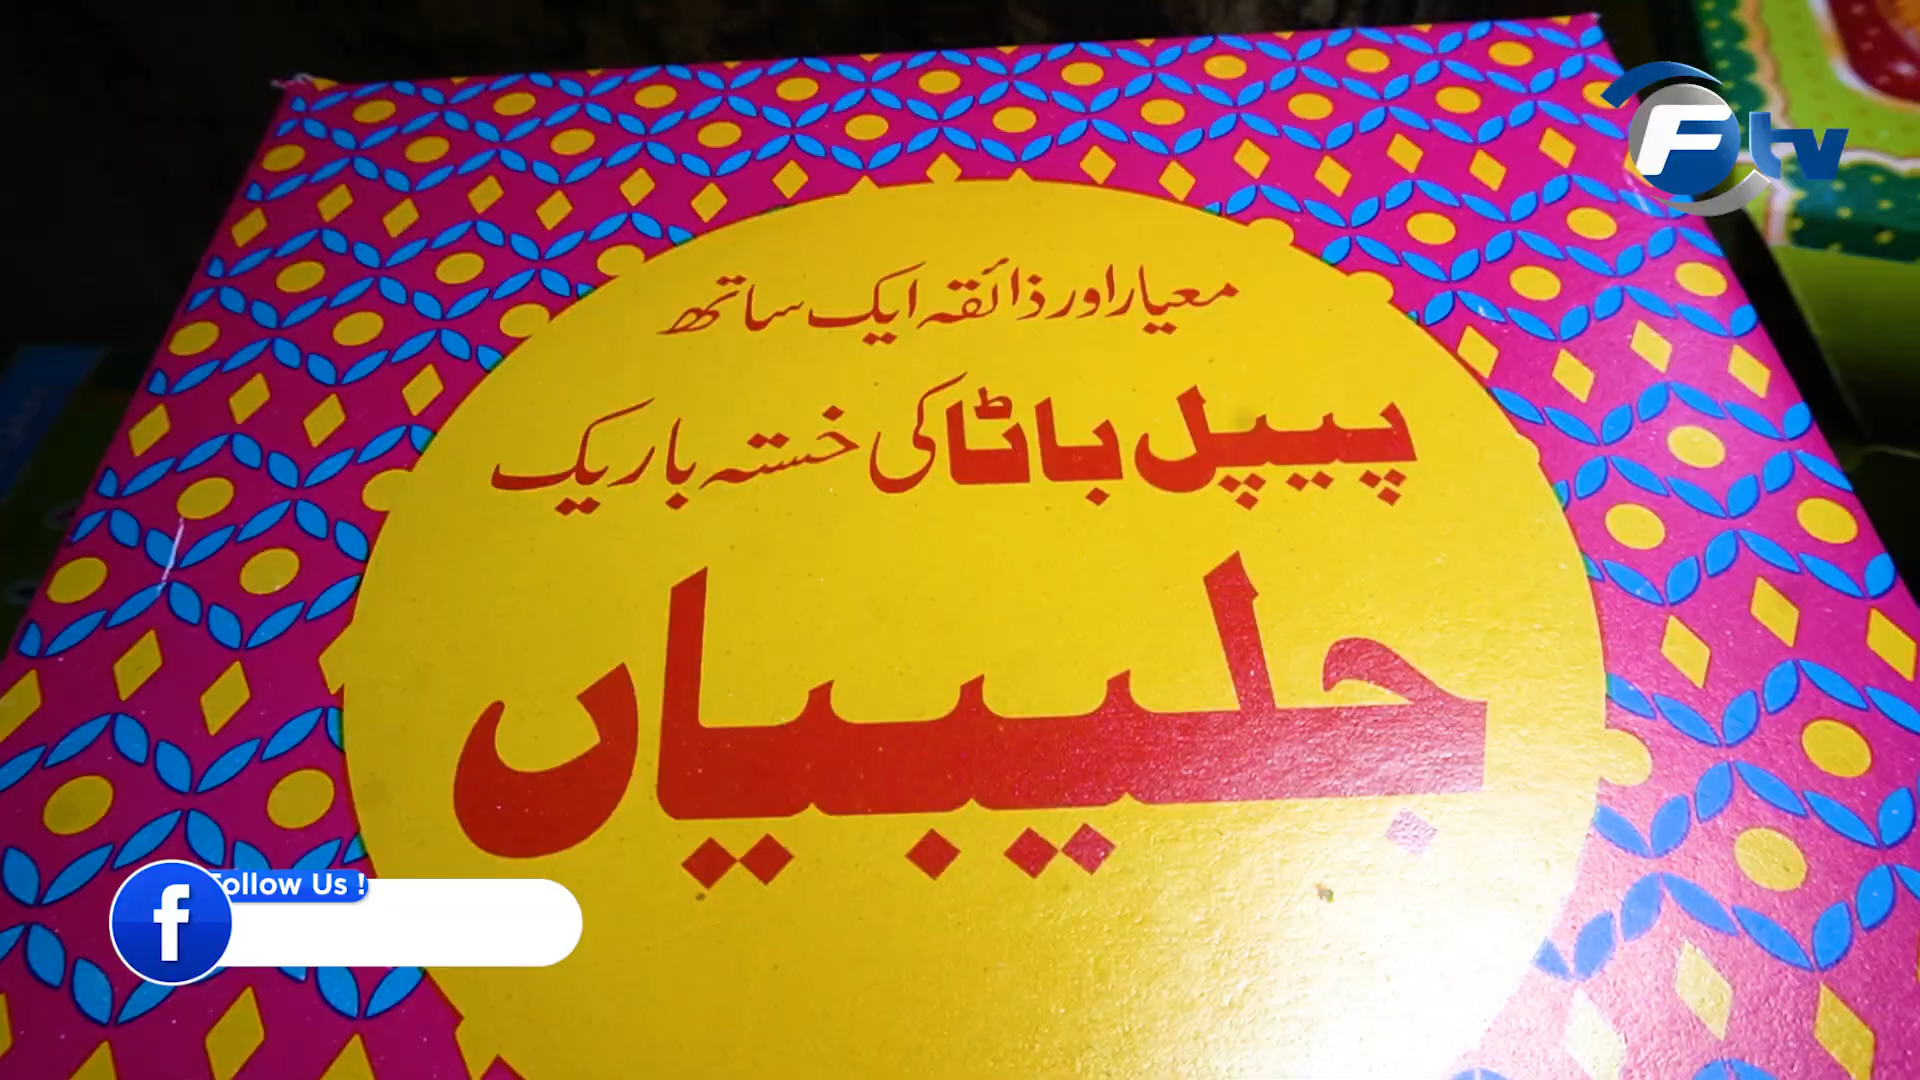 معیار اور ذائقہ ایک ساتھ
پیپل باٹا کی خستہ باریک
جلیبیاں
Ftv
Follow Us !